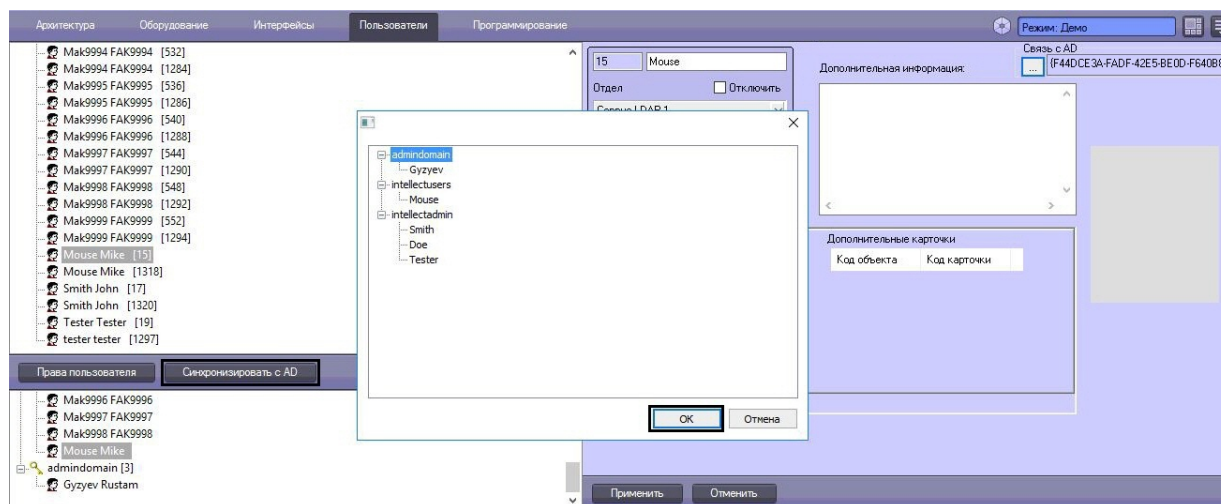 Архитектура Оборудование Интерфейсы Пользователи Программирование Режим: Демо
Mak9994 FAK9994 [532]
Mak9994 FAK9994 [1284]
Mak9995 FAK9995 [536]
Mak9995 FAK9995 [1286]
Mak9996 FAK9996 [540]
Mak9996 FAK9996 [1288]
Mak9997 FAK9997 [544]
Mak9997 FAK9997 [1290]
Mak9998 FAK9998 [548]
Mak9998 FAK9998 [1292]
Mak9999 FAK9999 [552]
Mak9999 FAK9999 [1294]
Mouse Mike [15]
Mouse Mike [1318]
Smith John [17]
Smith John [1320]
Tester Tester [19]
tester tester [1297]
Права пользователя Синхронизировать с AD
Mak9996 FAK9996
Mak9997 FAK9997
Mak9998 FAK9998
Mouse Mike
admindomain [3]
Gyzyev Rustam
15 Mouse
Отдел Отключить
Дополнительная информация:
Связь с AD
... {F44DCE3A-FADF-42E5-BE0D-F640B8
admindomain
Gyzyev
intellectusers
Mouse
intellectadmin
Smith
Doe
Tester
OK Отмена
Дополнительные карточки
Код объекта Код карточки
Применить Отменить